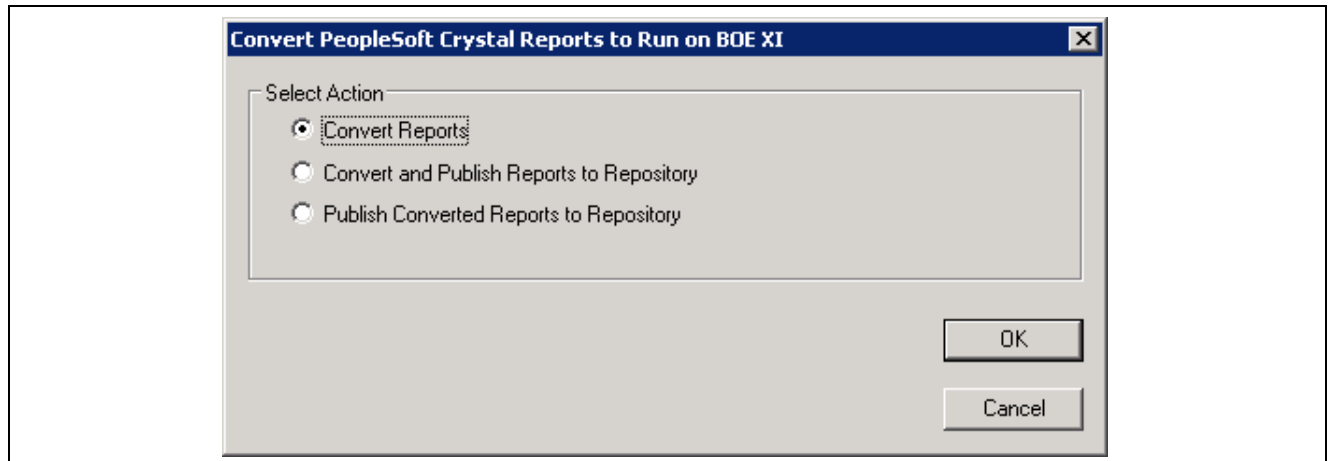 Convert PeopleSoft Crystal Reports to Run on BOE XI
Select Action
Convert Reports
Convert and Publish Reports to Repository
Publish Converted Reports to Repository
OK
Cancel